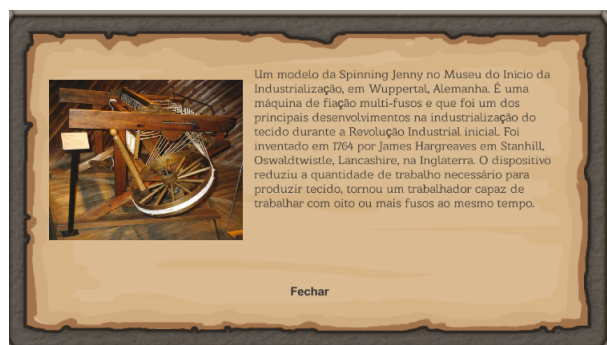 Um modelo da Spinning Jenny no Museu do Inicio da
Industrialização, em Wuppertal, Alemanha. É uma
máquina de fiação multi-fusos e que foi um dos
principais desenvolvimentos na industrialização do
tecido durante a Revolução Industrial inicial. Foi
inventado em 1764 por James Hargreaves em Stanhill,
Oswaldtwistle, Lancashire, na Inglaterra. O dispositivo
reduziu a quantidade de trabalho necessário para
produzir tecido, tornou um trabalhador capaz de
trabalhar com oito ou mais fusos ao mesmo tempo.
Fechar